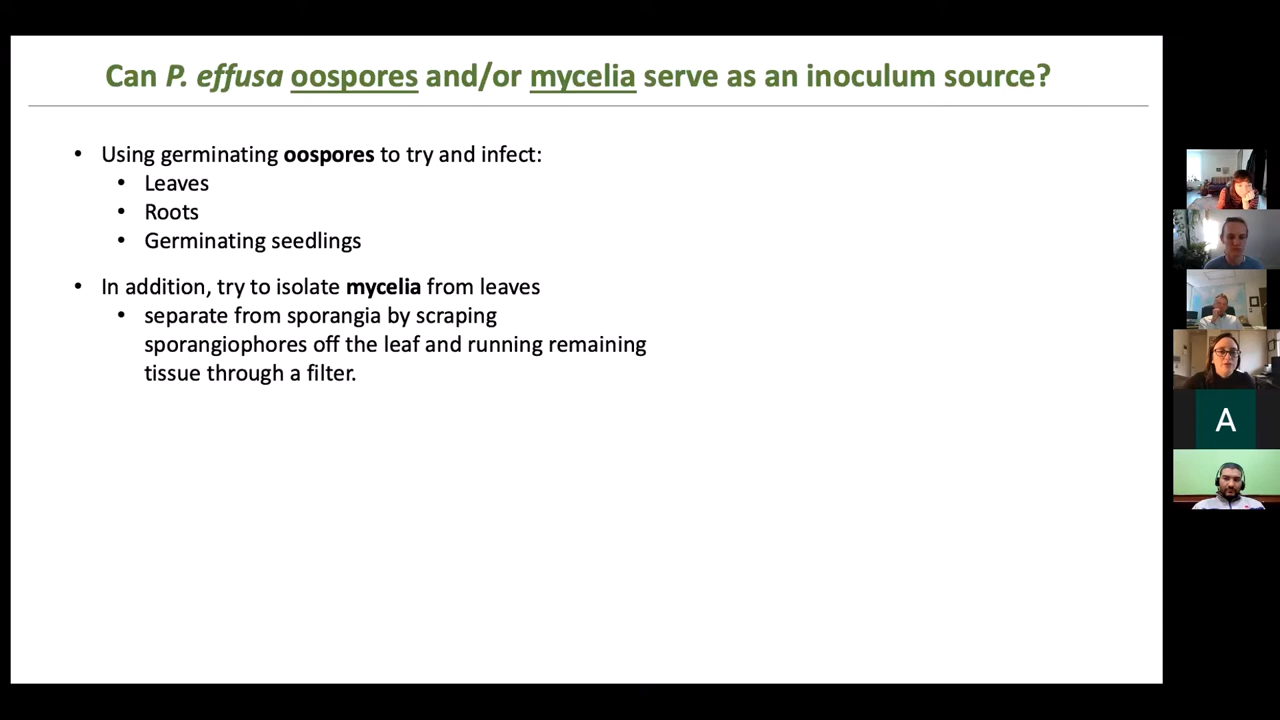 Can P. effusa oospores and/or mycelia serve as an inoculum source?
• Using germinating oospores to try and infect:
• Leaves
• Roots
• Germinating seedlings
• In addition, try to isolate mycelia from leaves
• separate from sporangia by scraping
sporangiophores off the leaf and running remaining
tissue through a filter.
A